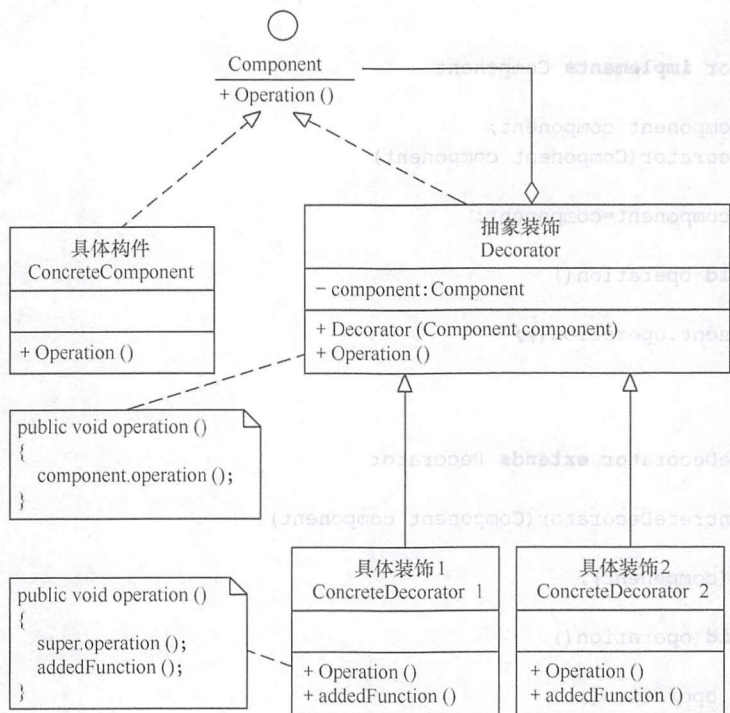 Component
+ Operation ()
具体构件
ConcreteComponent
+ Operation ()
抽象装饰
Decorator
− component:Component
+ Decorator (Component component)
+ Operation ()
public void operation ()
{
component.operation ();
}
具体装饰1
ConcreteDecorator 1
+ Operation ()
+ addedFunction ()
具体装饰2
ConcreteDecorator 2
+ Operation ()
+ addedFunction ()
public void operation ()
{
super.operation ();
addedFunction ();
}